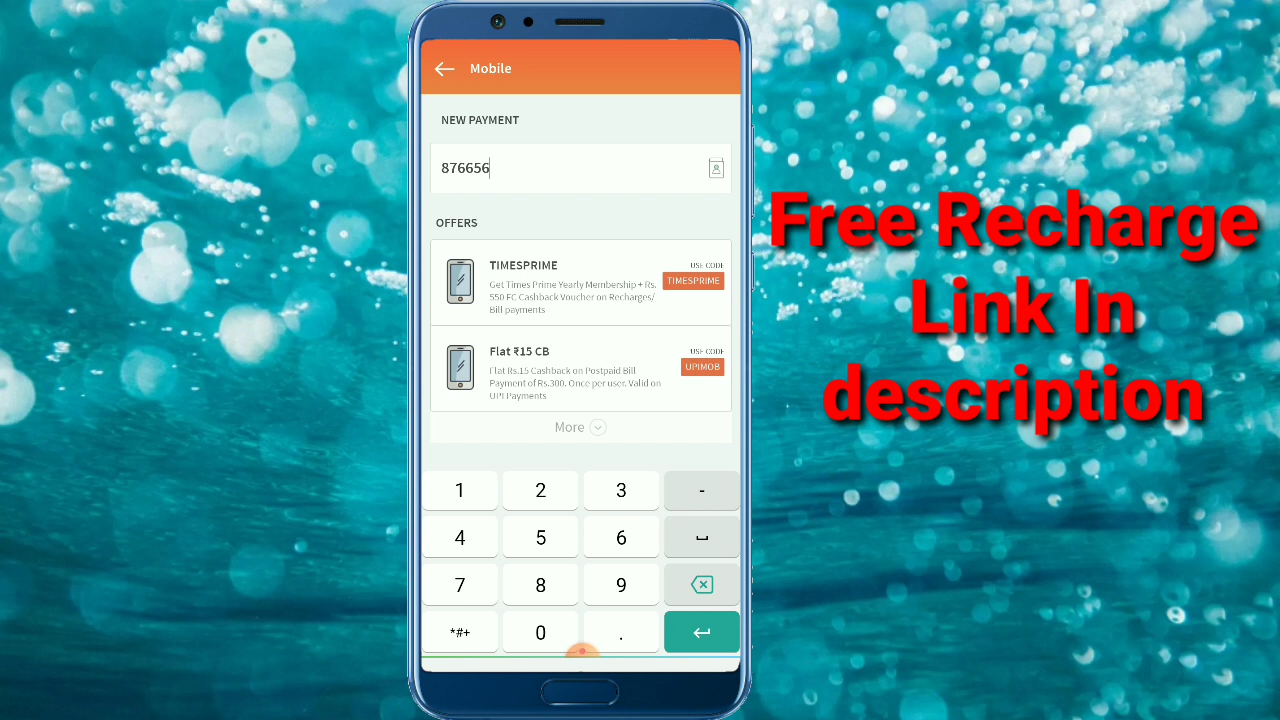 Mobile
NEW PAYMENT
876656
OFFERS
TIMESPRIME
USE CODE
TIMESPRIME
Get Times Prime Yearly Membership + Rs.
550 FC Cashback Voucher on Recharges/
Bill payments
Flat ₹15 CB
USE CODE
UPIMOB
Flat Rs.15 Cashback on Postpaid Bill
Payment of Rs.300. Once per user. Valid on
UPI Payments
More
1 2 3 -
4 5 6
7 8 9
*#+ 0 .
Free Recharge
Link In
description